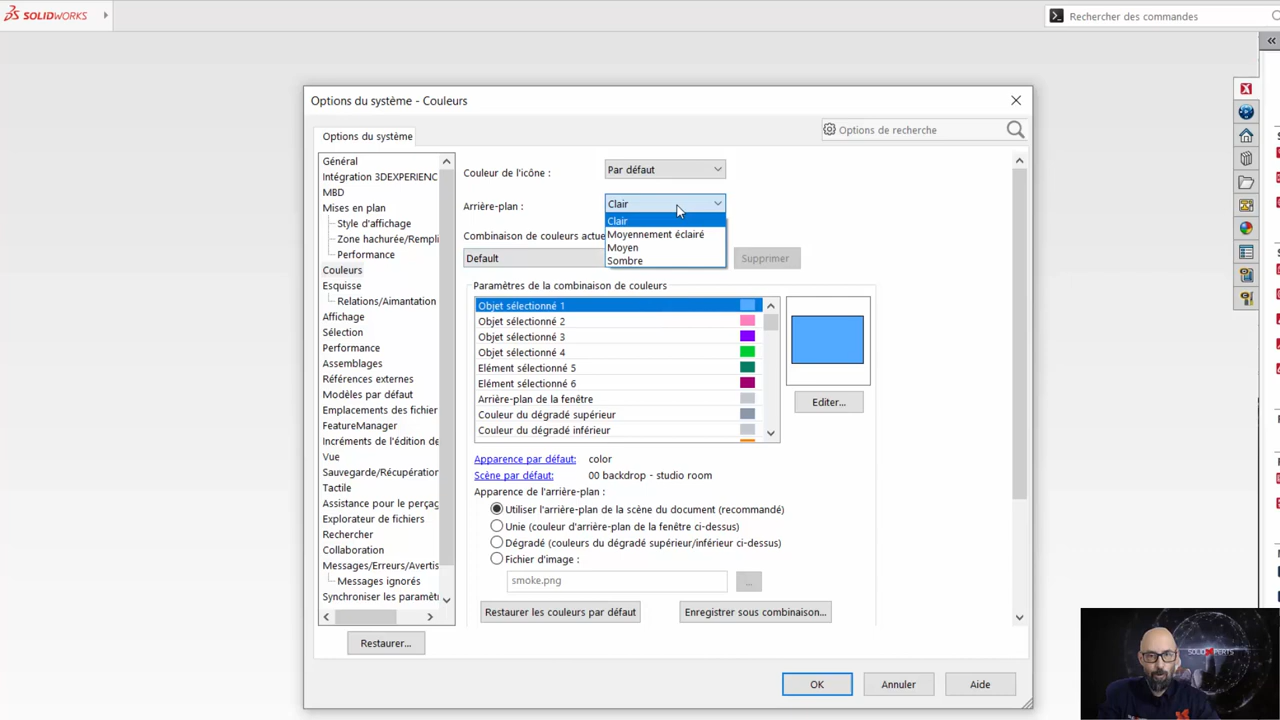 SOLIDWORKS
Rechercher des commandes
Options du système - Couleurs
Options de recherche
Options du système
Général
Intégration 3DEXPERIENC
MBD
Mises en plan
Style d'affichage
Zone hachurée/Rempli
Performance
Couleurs
Esquisse
Relations/Aimantation
Affichage
Sélection
Performance
Assemblages
Références externes
Modèles par défaut
Emplacements des fichier
FeatureManager
Incréments de l'édition de
Vue
Sauvegarde/Récupération
Tactile
Assistance pour le perçag
Explorateur de fichiers
Rechercher
Collaboration
Messages/Erreurs/Avertis
Messages ignorés
Synchroniser les paramèt
Restaurer...
Couleur de l'icône :
Par défaut
Arrière-plan :
Clair
Clair
Moyennement éclairé
Moyen
Sombre
Combinaison de couleurs actue
Default
Supprimer
Paramètres de la combinaison de couleurs
Objet sélectionné 1
Objet sélectionné 2
Objet sélectionné 3
Objet sélectionné 4
Elément sélectionné 5
Elément sélectionné 6
Arrière-plan de la fenêtre
Couleur du dégradé supérieur
Couleur du dégradé inférieur
Editer...
Apparence par défaut: color
Scène par défaut: 00 backdrop - studio room
Apparence de l'arrière-plan :
Utiliser l'arrière-plan de la scène du document (recommandé)
Unie (couleur d'arrière-plan de la fenêtre ci-dessus)
Dégradé (couleurs du dégradé supérieur/inférieur ci-dessus)
Fichier d'image :
smoke.png
...
Restaurer les couleurs par défaut
Enregistrer sous combinaison...
OK
Annuler
Aide
SOLIDXPERTS